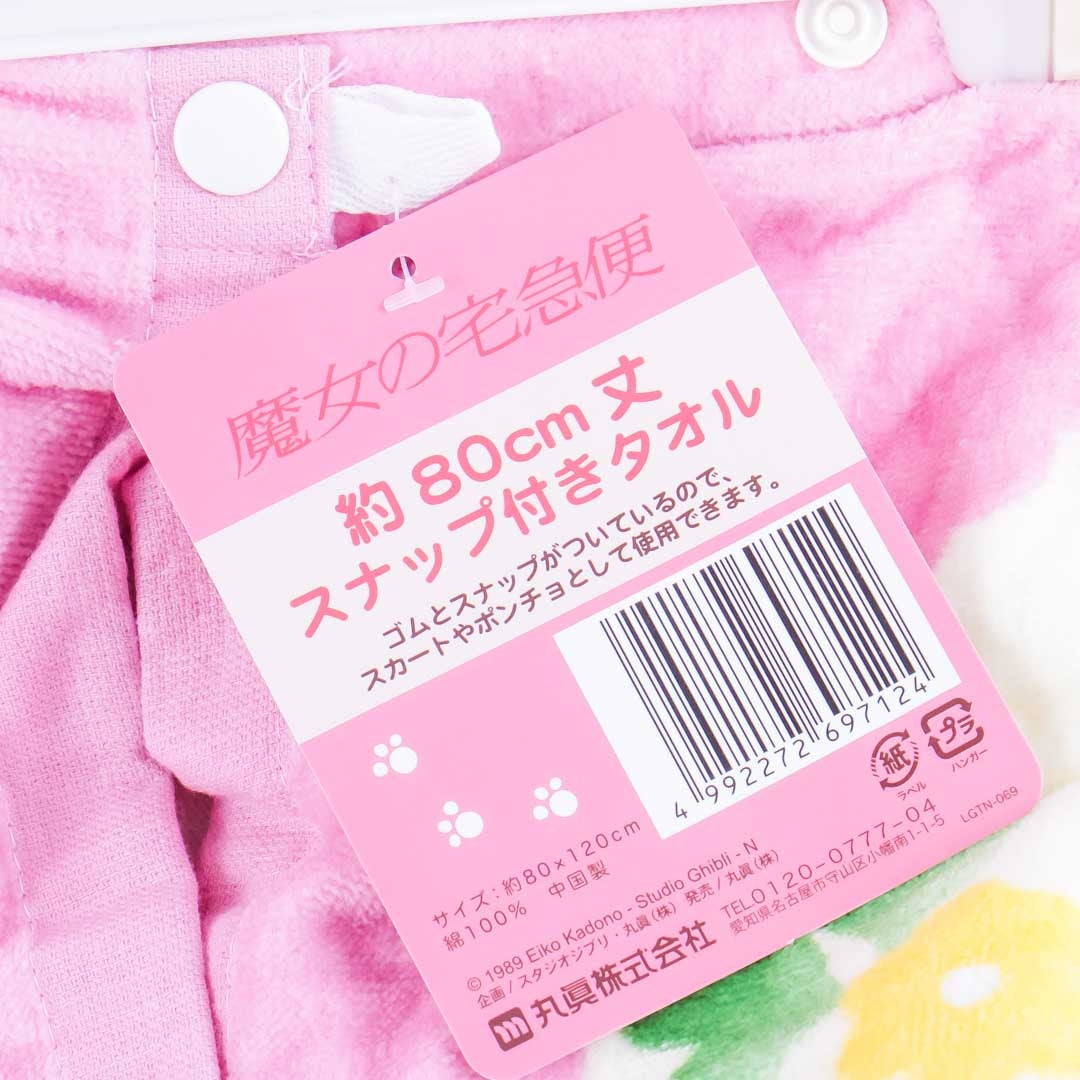 魔女の宅急便
約80cm丈
スナップ付きタオル
ゴムとスナップがついているので、
スカートやポンチョとして使用できます。
4 992272 697124
紙
ラベル
プラ
ハンガー
LGTN-069
サイズ:約80×120cm
綿100% 中国製
© 1989 Eiko Kadono - Studio Ghibli - N
企画/スタジオジブリ・丸眞(株) 発売/丸眞(株)
丸眞株式会社
TEL.0120-0777-04
愛知県名古屋市守山区小幡南1-1-5